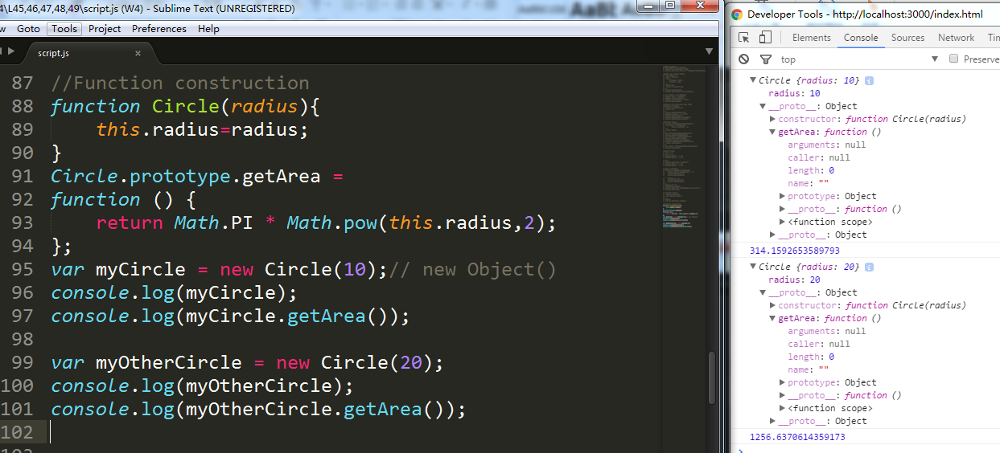 4\L45,46,47,48,49\script.js (W4) - Sublime Text (UNREGISTERED)
w Goto Tools Project Preferences Help
script.js
87 //Function construction
88 function Circle(radius){
89 this.radius=radius;
90 }
91 Circle.prototype.getArea =
92 function () {
93 return Math.PI * Math.pow(this.radius,2);
94 };
95 var myCircle = new Circle(10);// new Object()
96 console.log(myCircle);
97 console.log(myCircle.getArea());
98
99 var myOtherCircle = new Circle(20);
100 console.log(myOtherCircle);
101 console.log(myOtherCircle.getArea());
102
103
Developer Tools - http://localhost:3000/index.html
Elements Console Sources Network Tin
top Preserve
Circle {radius: 10}
radius: 10
__proto__: Object
constructor: function Circle(radius)
getArea: function ()
arguments: null
caller: null
length: 0
name: ""
prototype: Object
__proto__: function ()
<function scope>
__proto__: Object
314.1592653589793
Circle {radius: 20}
radius: 20
__proto__: Object
constructor: function Circle(radius)
getArea: function ()
arguments: null
caller: null
length: 0
name: ""
prototype: Object
__proto__: function ()
<function scope>
__proto__: Object
1256.6370614359173